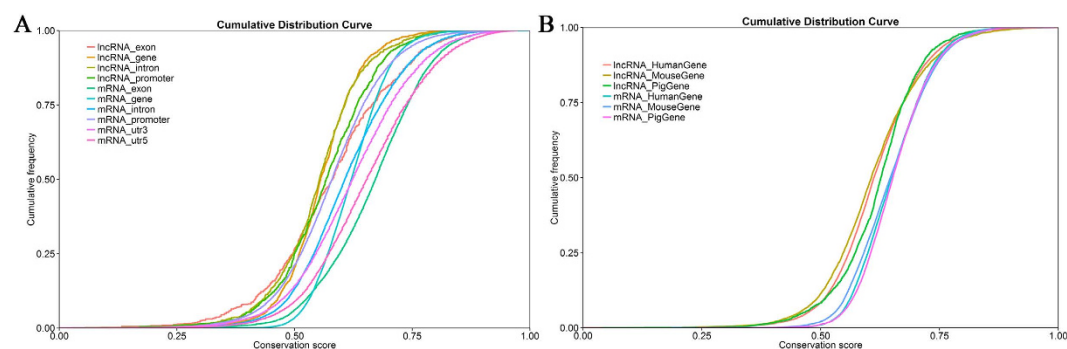 A
Cumulative Distribution Curve
1.00
0.75
0.50
0.25
0.00
Cumulative frequency
lncRNA_exon
lncRNA_gene
lncRNA_intron
lncRNA_promoter
mRNA_exon
mRNA_gene
mRNA_intron
mRNA_promoter
mRNA_utr3
mRNA_utr5
0.00 0.25 0.50 0.75 1.00
Conservation score
B
Cumulative Distribution Curve
1.00
0.75
0.50
0.25
0.00
Cumulative frequency
lncRNA_HumanGene
lncRNA_MouseGene
lncRNA_PigGene
mRNA_HumanGene
mRNA_MouseGene
mRNA_PigGene
0.00 0.25 0.50 0.75 1.00
Conservation score